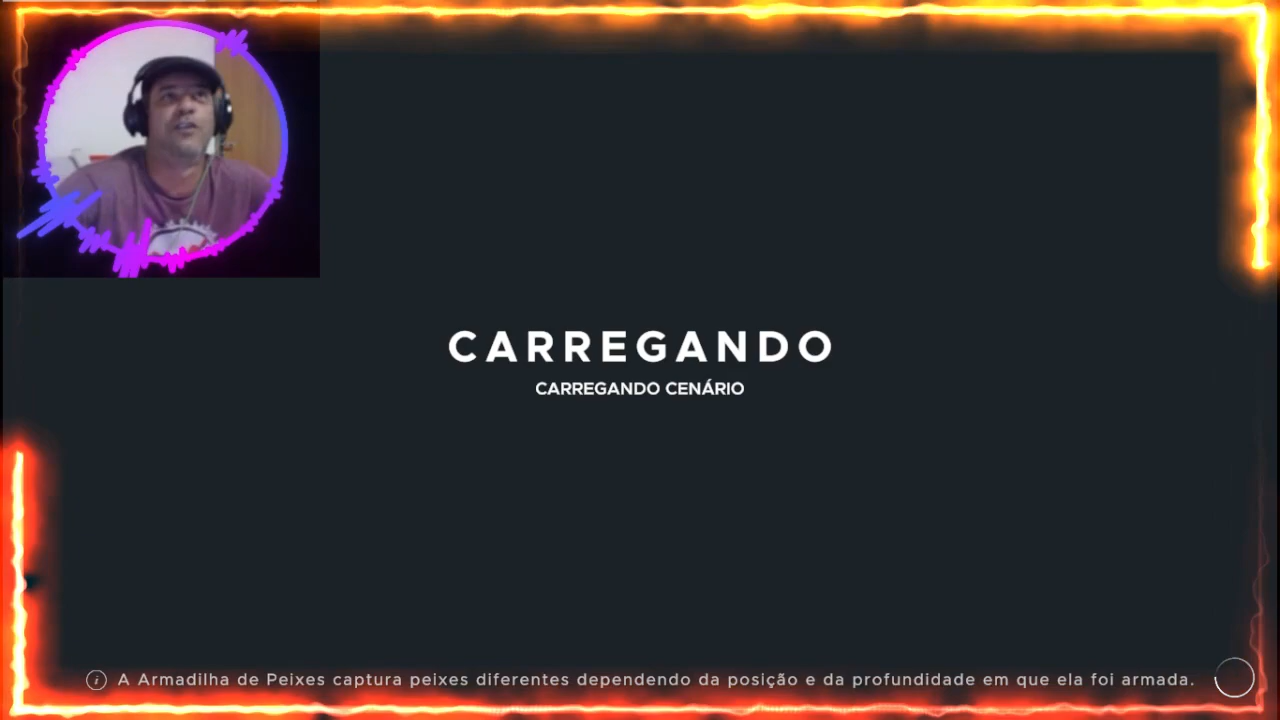 CARREGANDO
CARREGANDO CENÁRIO
A Armadilha de Peixes captura peixes diferentes dependendo da posição e da profundidade em que ela foi armada.